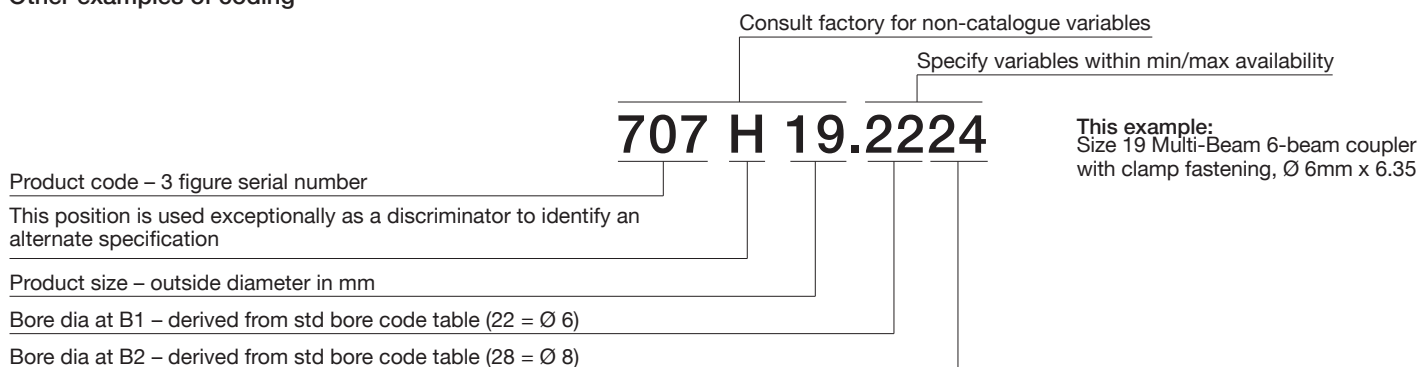 Other examples of coding
Consult factory for non-catalogue variables
Specify variables within min/max availability
707 H 19.2224
This example:
Size 19 Multi-Beam 6-beam coupler
with clamp fastening, Ø 6mm x 6.35
Product code – 3 figure serial number
This position is used exceptionally as a discriminator to identify an
alternate specification
Product size – outside diameter in mm
Bore dia at B1 – derived from std bore code table (22 = Ø 6)
Bore dia at B2 – derived from std bore code table (28 = Ø 8)